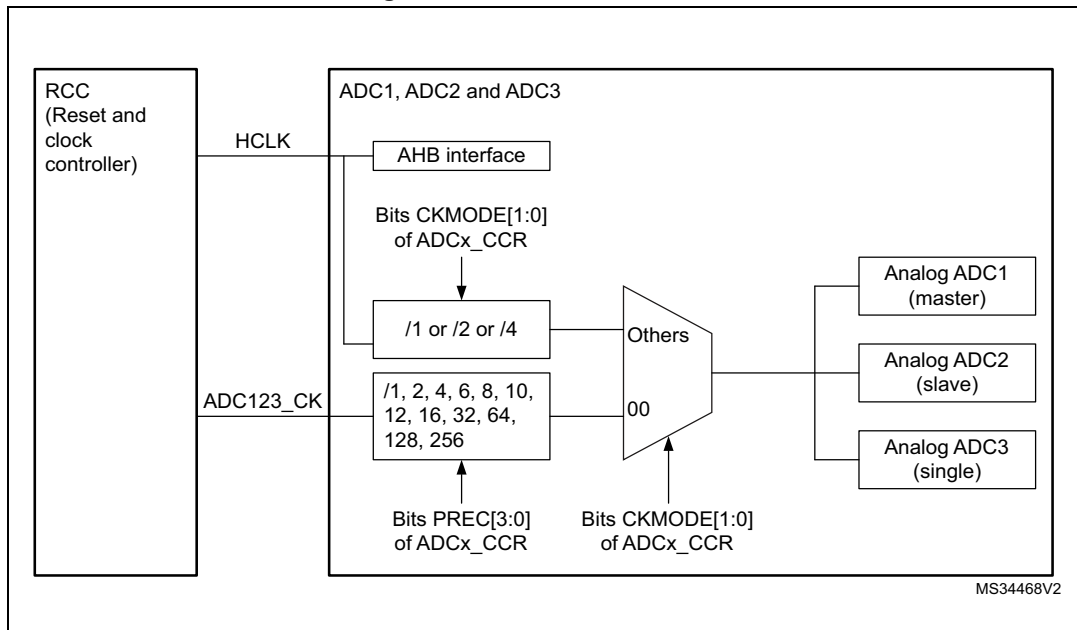 RCC
(Reset and
clock
controller)
HCLK
ADC123_CK
ADC1, ADC2 and ADC3
AHB interface
Bits CKMODE[1:0]
of ADCx_CCR
/1 or /2 or /4
/1, 2, 4, 6, 8, 10,
12, 16, 32, 64,
128, 256
Bits PREC[3:0]
of ADCx_CCR
Others
00
Bits CKMODE[1:0]
of ADCx_CCR
Analog ADC1
(master)
Analog ADC2
(slave)
Analog ADC3
(single)
MS34468V2